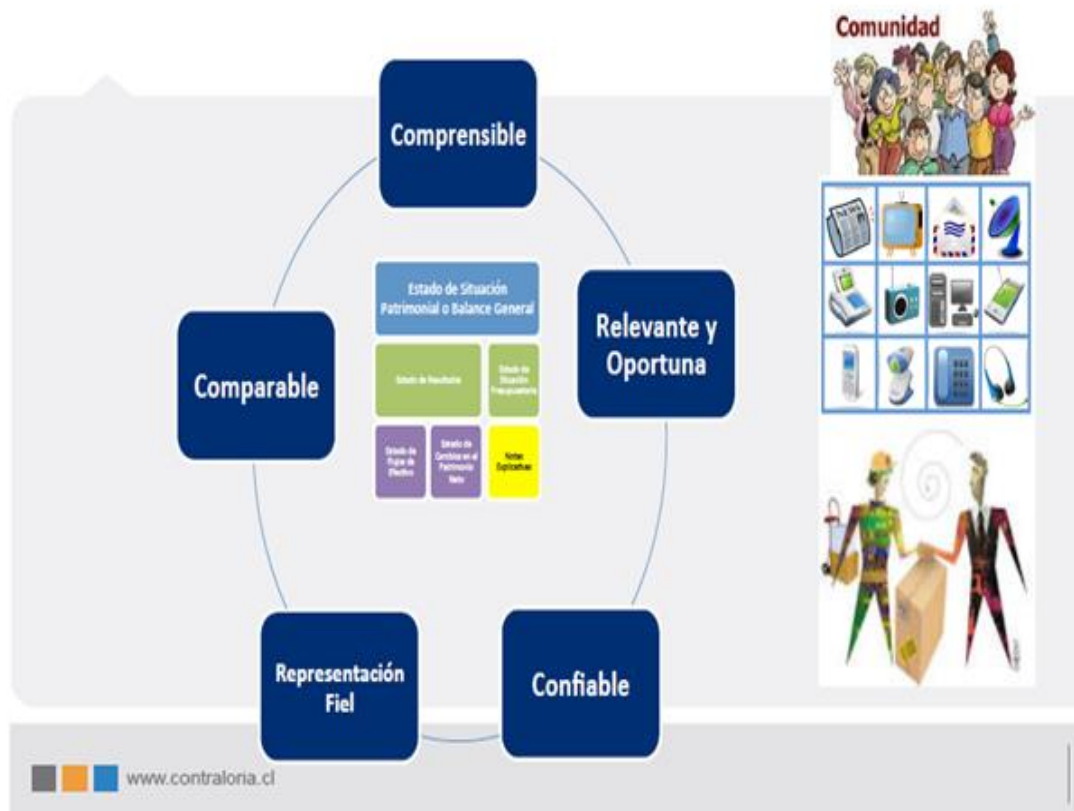 Comunidad
Comprensible
Estado de Situación
Patrimonial o Balance General
Relevante y
Oportuna
Comparable
Estado de Resultados
Estado de
Situación
Presupuestaria
Estado de
Flujos de
Efectivo
Estado de
Cambios en el
Patrimonio
Neto
Notas
Explicativas
Representación
Fiel
Confiable
www.contraloria.cl